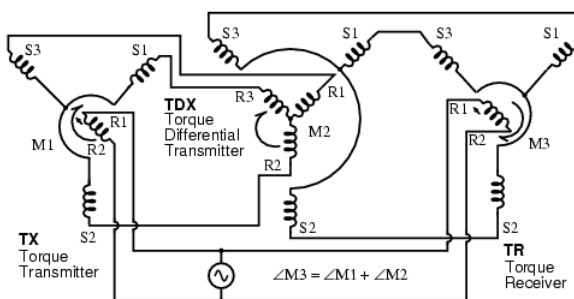 S3
S1
S3
S1
S3
S1
TDX
Torque
Differential
Transmitter
R3
R1
M2
R2
R1
M1
R2
R1
R2
M3
S2
S2
S2
TX
Torque
Transmitter
∠M3 = ∠M1 + ∠M2
TR
Torque
Receiver